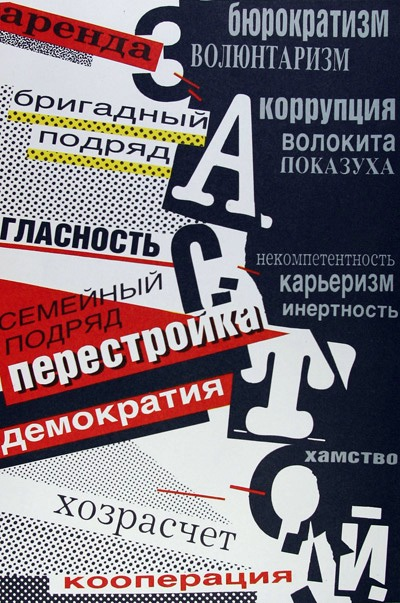 аренда
бригадный
подряд
гласность
семейный
подряд
перестройка
демократия
хозрасчет
кооперация
ЗАСТОЙ
бюрократизм
ВОЛЮНТАРИЗМ
коррупция
волокита
ПОКАЗУХА
некомпетентность
карьеризм
инертность
хамство